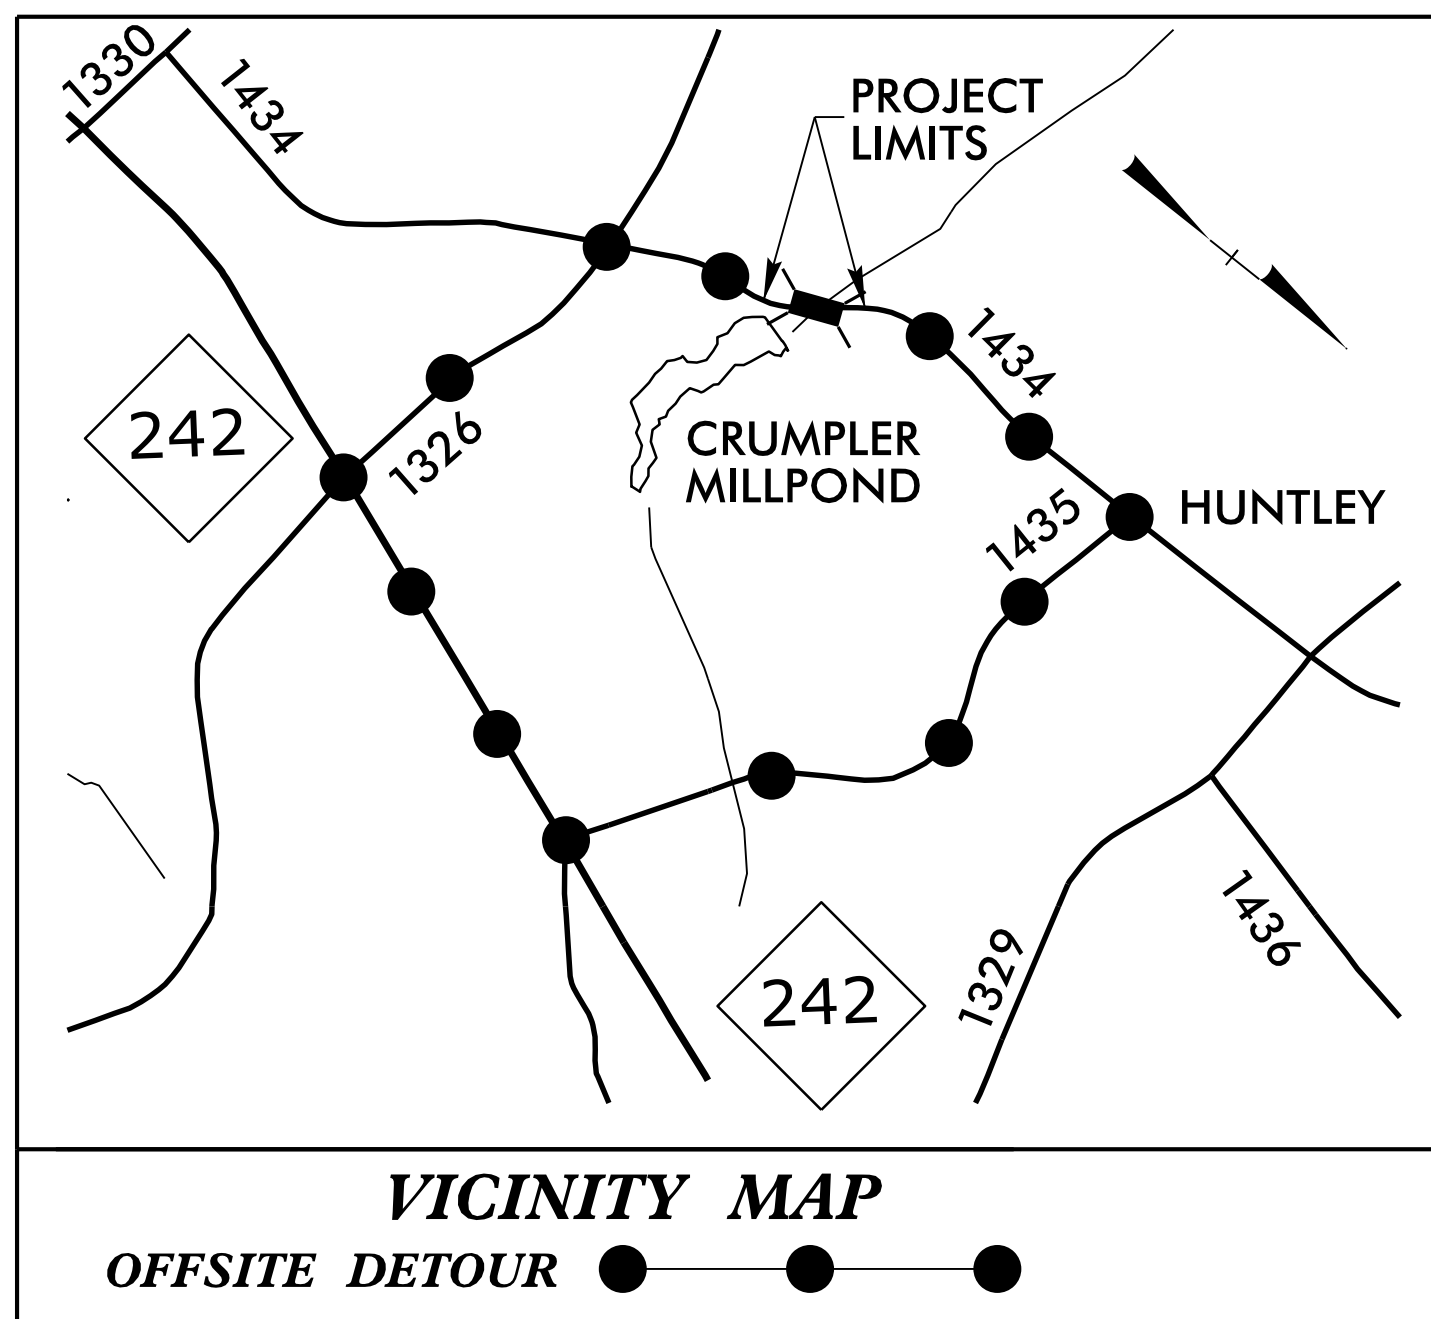 1330
1434
PROJECT
LIMITS
1434
242
1326
CRUMPLER
MILLPOND
1435
HUNTLEY
242
1329
1436
VICINITY MAP
OFFSITE DETOUR